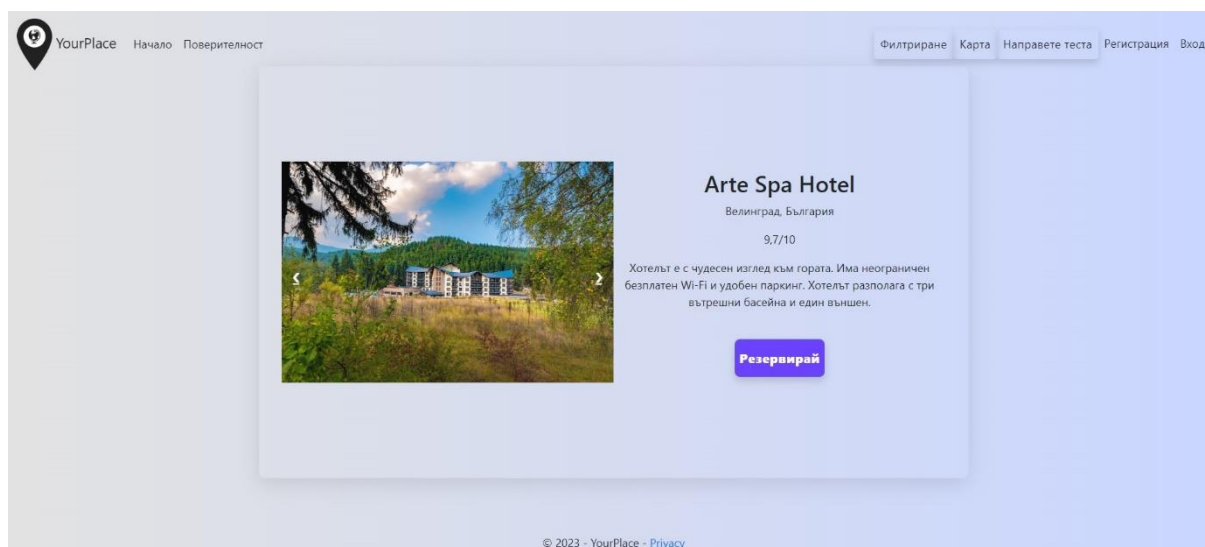 YourPlace Начало Поверителност
Филтриране Карта Направете теста Регистрация Вход
Arte Spa Hotel
Велинград, България
9,7/10
Хотелът е с чудесен изглед към гората. Има неограничен
безплатен Wi-Fi и удобен паркинг. Хотелът разполага с три
вътрешни басейна и един външен.
Резервирай
© 2023 - YourPlace - Privacy